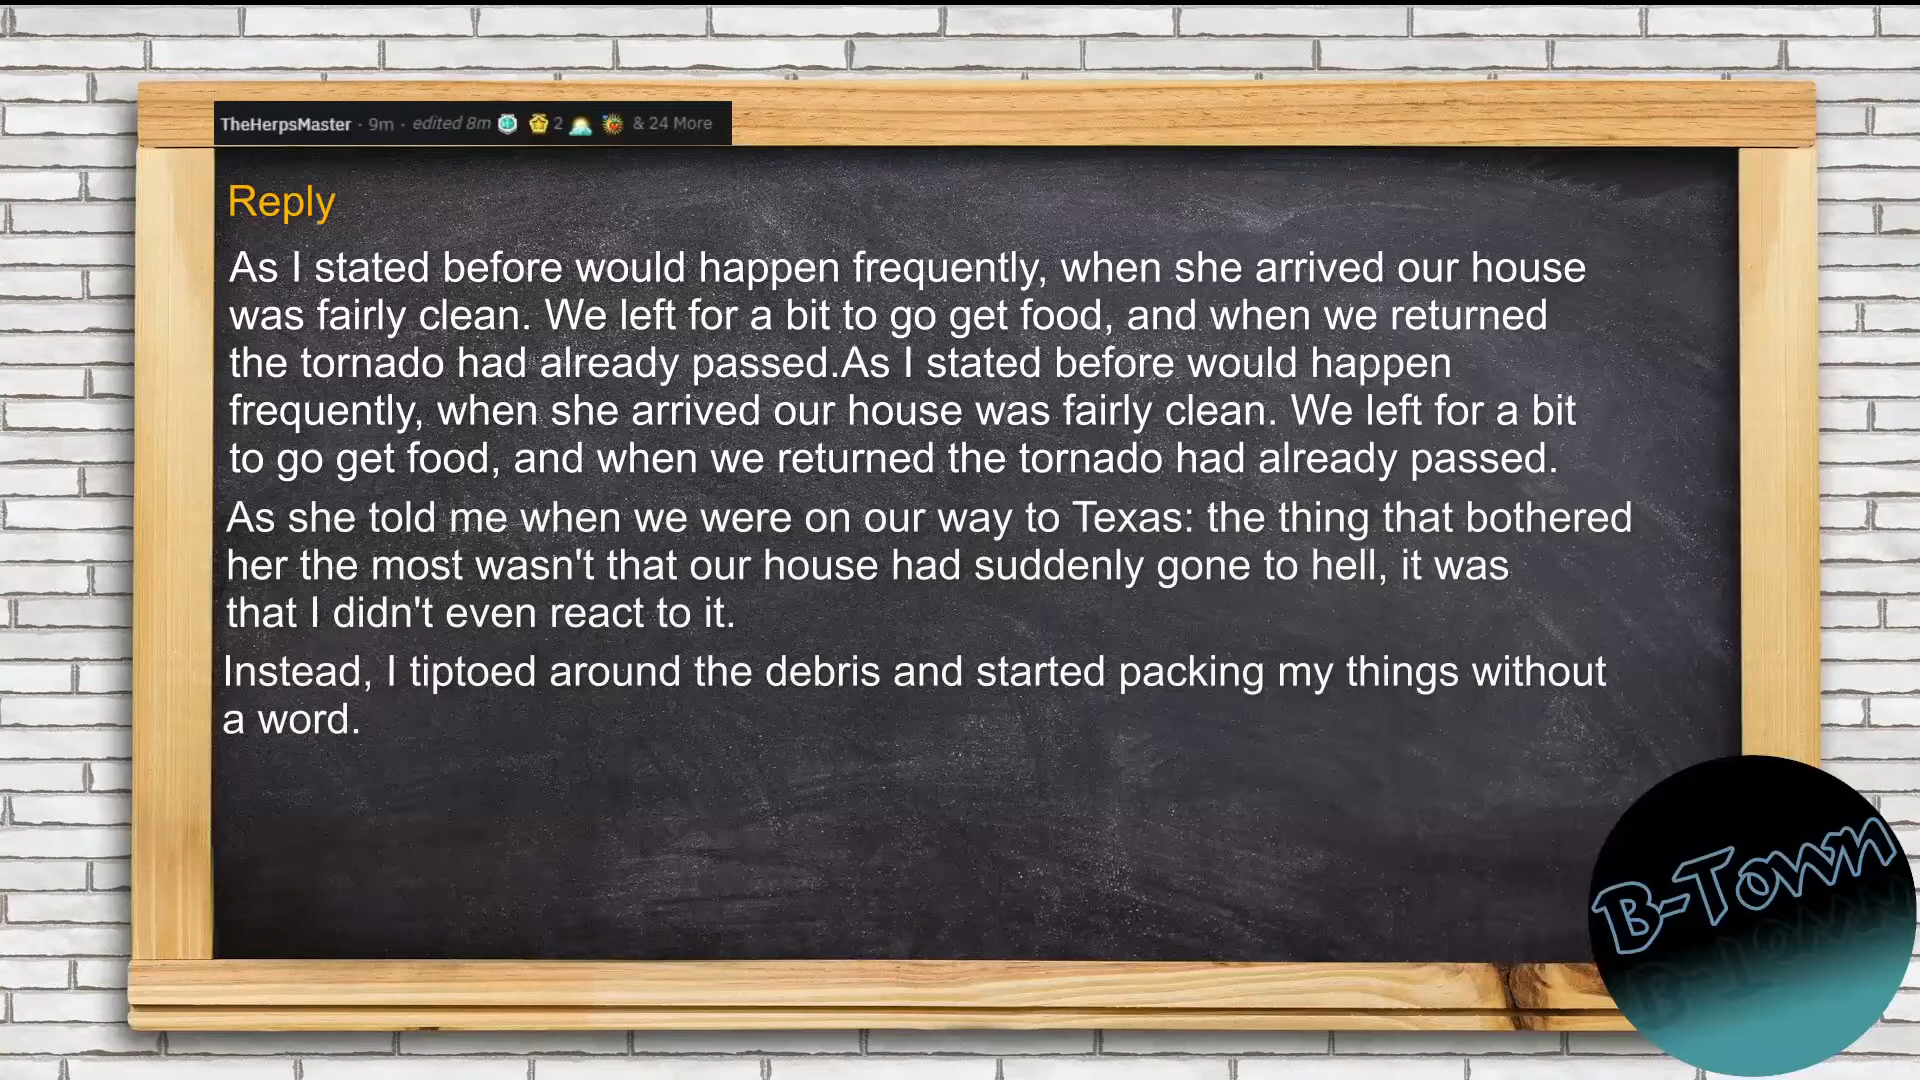 TheHerpsMaster · 9m · edited 8m 2 & 24 More
Reply
As I stated before would happen frequently, when she arrived our house
was fairly clean. We left for a bit to go get food, and when we returned
the tornado had already passed.As I stated before would happen
frequently, when she arrived our house was fairly clean. We left for a bit
to go get food, and when we returned the tornado had already passed.
As she told me when we were on our way to Texas: the thing that bothered
her the most wasn't that our house had suddenly gone to hell, it was
that I didn't even react to it.
Instead, I tiptoed around the debris and started packing my things without
a word.
B-Town